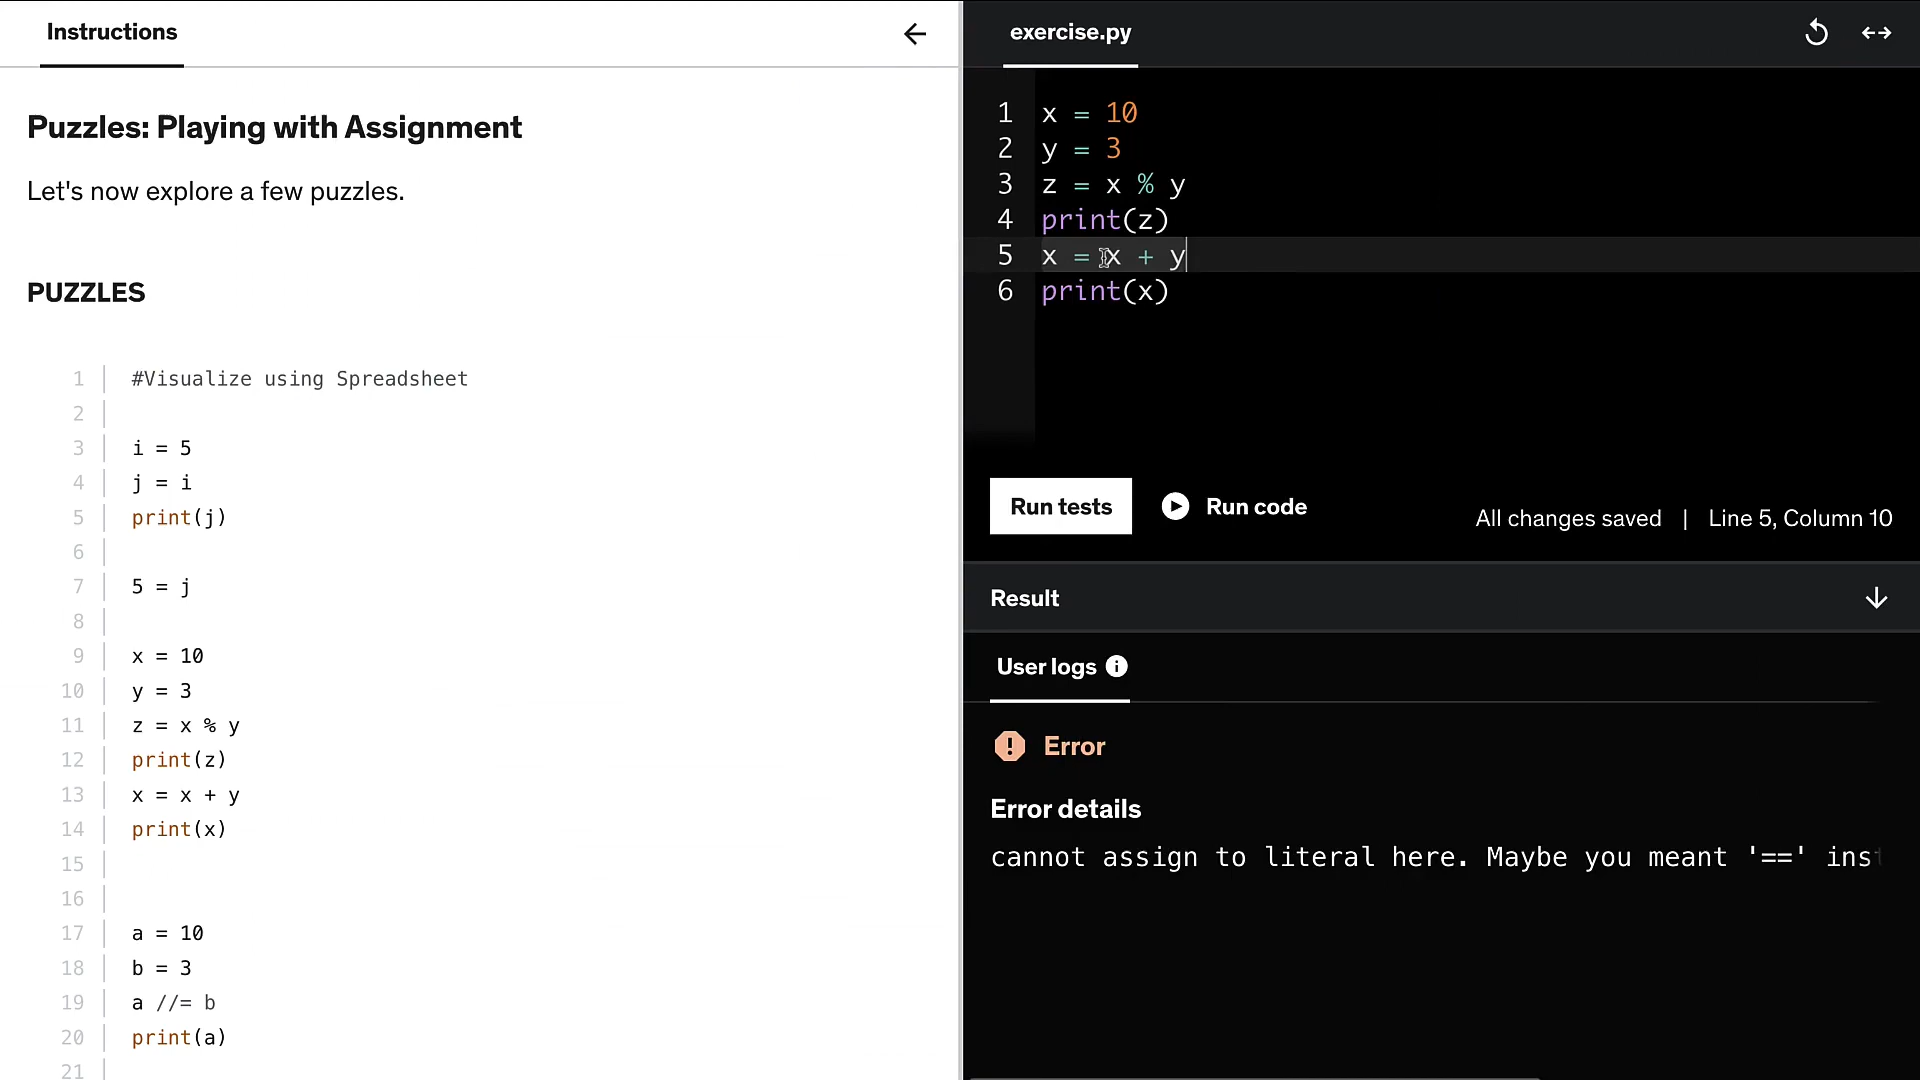 Instructions
Puzzles: Playing with Assignment
Let's now explore a few puzzles.
PUZZLES
1 #Visualize using Spreadsheet
2
3 i = 5
4 j = i
5 print(j)
6
7 5 = j
8
9 x = 10
10 y = 3
11 z = x % y
12 print(z)
13 x = x + y
14 print(x)
15
16
17 a = 10
18 b = 3
19 a //= b
20 print(a)
21
exercise.py
1 x = 10
2 y = 3
3 z = x % y
4 print(z)
5 x = x + y
6 print(x)
Run tests Run code All changes saved | Line 5, Column 10
Result
User logs
Error
Error details
cannot assign to literal here. Maybe you meant '==' ins